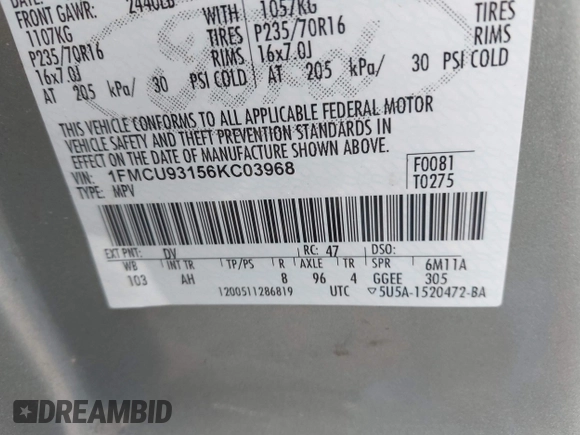 DATE:
FRONT GAWR: 2440LB
1107KG 1057KG
P235/70R16 TIRES P235/70R16 TIRES
16x7.0J RIMS 16x7.0J RIMS
AT 205 kPa/ 30 PSI COLD AT 205 kPa/ 30 PSI COLD
Ford
THIS VEHICLE CONFORMS TO ALL APPLICABLE FEDERAL MOTOR
VEHICLE SAFETY AND THEFT PREVENTION STANDARDS IN
EFFECT ON THE DATE OF MANUFACTURE SHOWN ABOVE.
VIN: 1FMCU93156KC03968 F0081
TYPE: MPV T0275
EXT PNT: DV RC: 47 DSO:
WB INT TR TP/PS R AXLE TR SPR 6M11A
103 AH 8 96 4 GGEE 305
1200511286819 UTC ▽5U5A-1520472-BA
DREAMBID